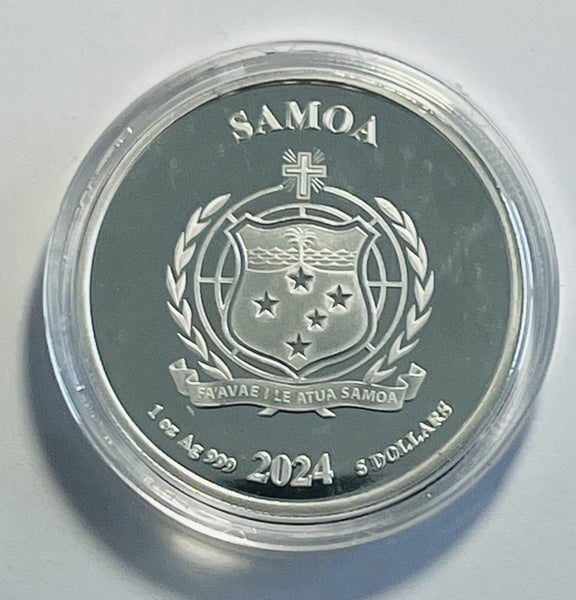 SAMOA
FA'AVAE I LE ATUA SAMOA
1 oz Ag 999 2024 5 DOLLARS